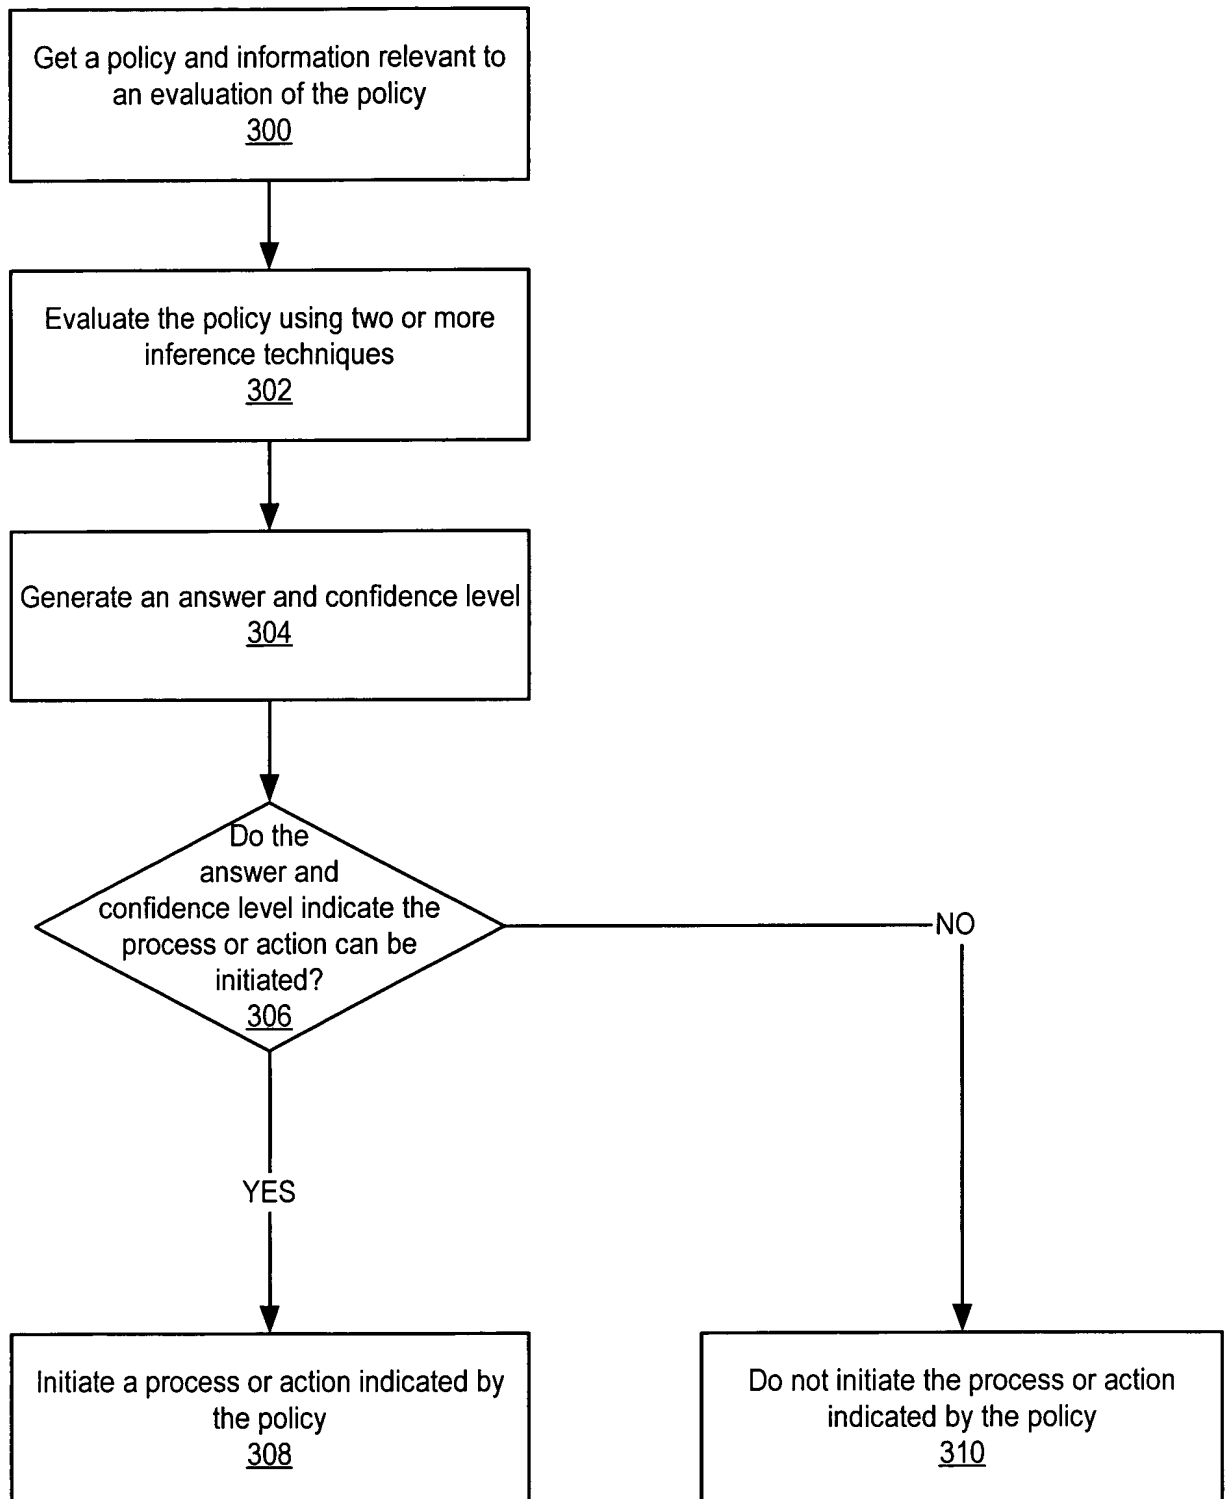 Get a policy and information relevant to
an evaluation of the policy
300
Evaluate the policy using two or more
inference techniques
302
Generate an answer and confidence level
304
Do the
answer and
confidence level indicate the
process or action can be
initiated?
306
NO
YES
Initiate a process or action indicated by
the policy
308
Do not initiate the process or action
indicated by the policy
310